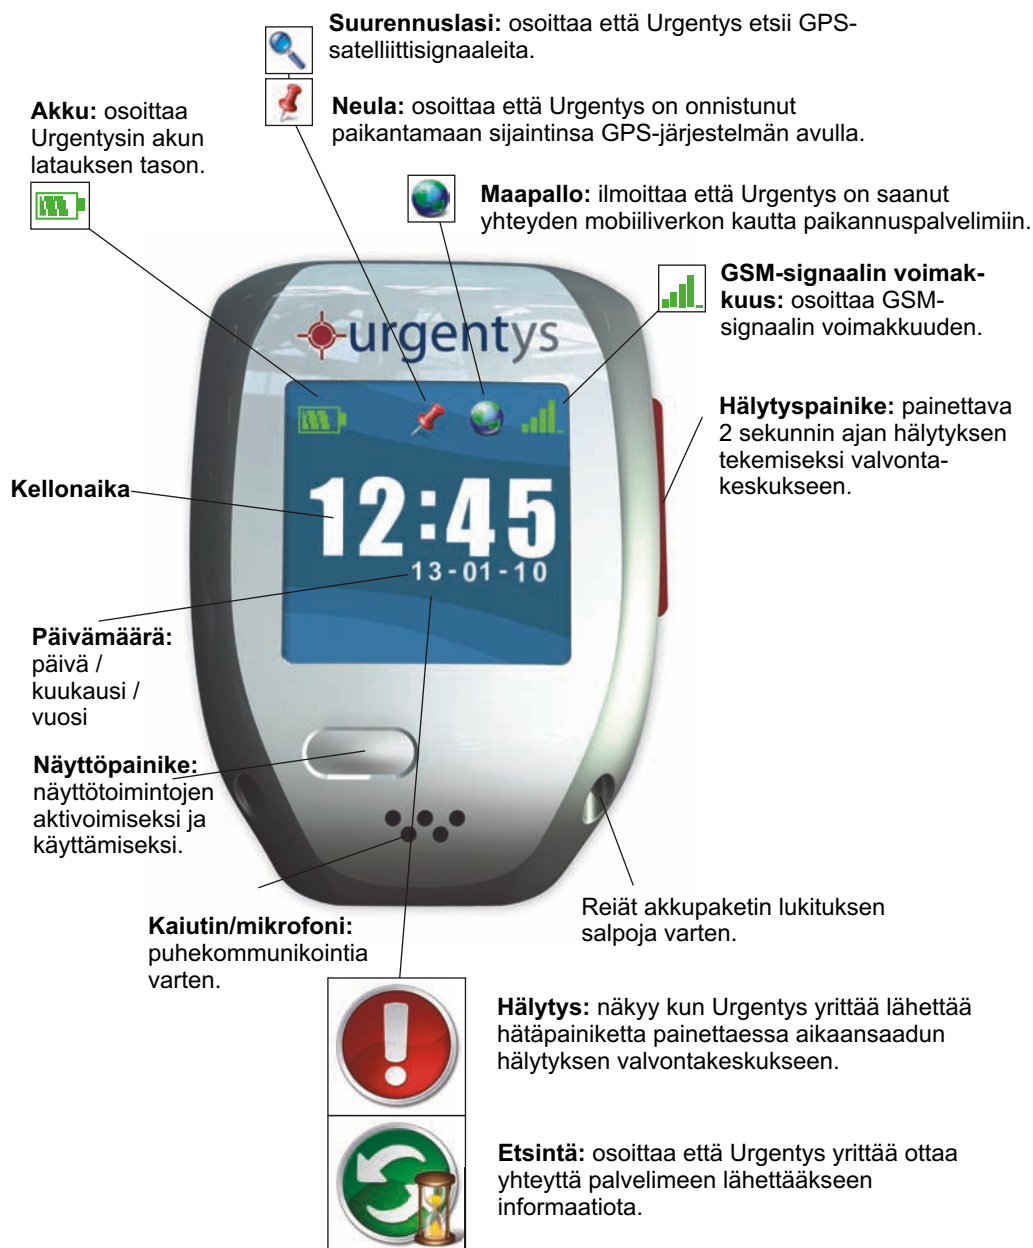 Suurennuslasi: osoittaa että Urgentys etsii GPS-
satelliittisignaaleita.
Neula: osoittaa että Urgentys on onnistunut
paikantamaan sijaintinsa GPS-järjestelmän avulla.
Akku: osoittaa
Urgentysin akun
latauksen tason.
Maapallo: ilmoittaa että Urgentys on saanut
yhteyden mobiiliverkon kautta paikannuspalvelimiin.
GSM-signaalin voimak-
kuus: osoittaa GSM-
signaalin voimakkuuden.
urgentys
Hälytyspainike: painettava
2 sekunnin ajan hälytyksen
tekemiseksi valvonta-
keskukseen.
Kellonaika
12:45
13-01-10
Päivämäärä:
päivä /
kuukausi /
vuosi
Näyttöpainike:
näyttötoimintojen
aktivoimiseksi ja
käyttämiseksi.
Kaiutin/mikrofoni:
puhekommunikointia
varten.
Reiät akkupaketin lukituksen
salpoja varten.
Hälytys: näkyy kun Urgentys yrittää lähettää
hätäpainiketta painettaessa aikaansaadun
hälytyksen valvontakeskukseen.
Etsintä: osoittaa että Urgentys yrittää ottaa
yhteyttä palvelimeen lähettääkseen
informaatiota.